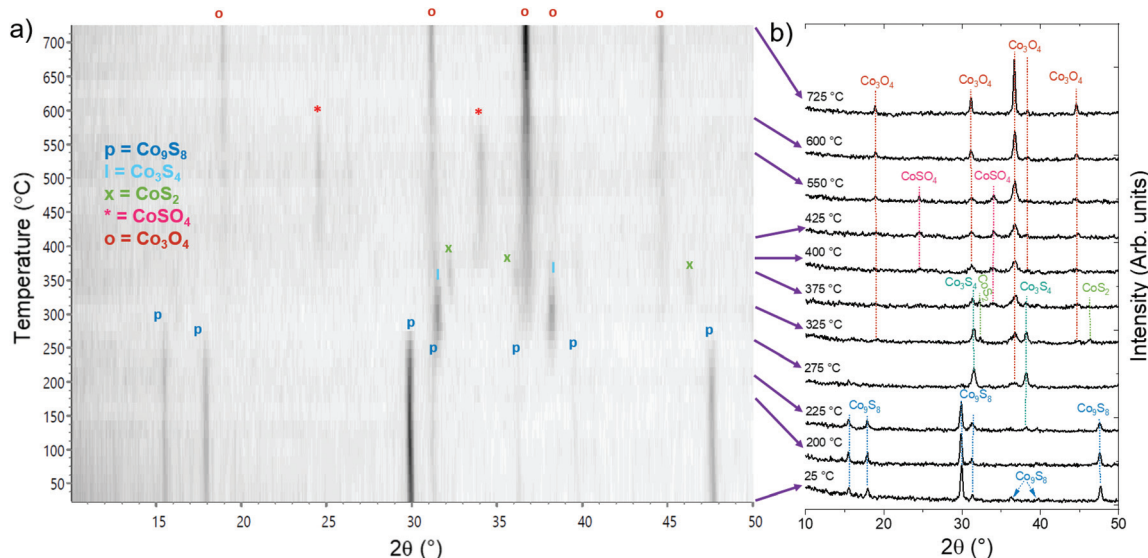 a)
o o o o o
700
650
600
550
500
450
400
350
300
250
200
150
100
50
Temperature (°C)
* *
p = Co₉S₈
l = Co₃S₄
x = CoS₂
* = CoSO₄
o = Co₃O₄
x x x
l l
p p p p p p p p
15 20 25 30 35 40 45 50
2θ (°)
b)
Co₃O₄
Co₃O₄ Co₃O₄ Co₃O₄
725 °C
600 °C
550 °C
CoSO₄ CoSO₄
425 °C
400 °C
375 °C
Co₃S₄ CoS₂ Co₃S₄ CoS₂
325 °C
275 °C
225 °C
Co₉S₈ Co₉S₈ Co₉S₈
200 °C
25 °C
Co₉S₈
10 20 30 40 50
2θ (°)
Intensity (Arb. units)